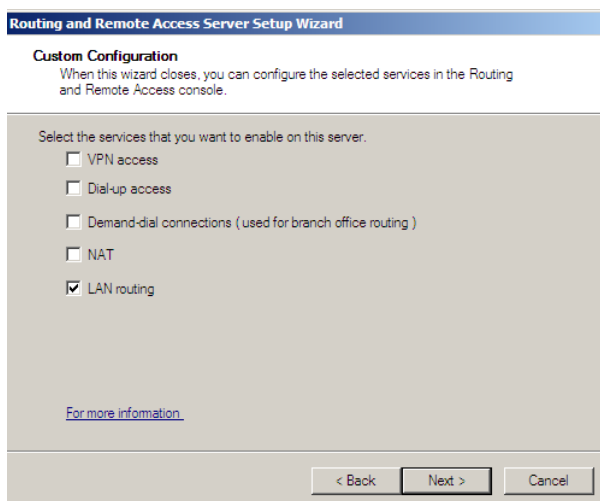 Routing and Remote Access Server Setup Wizard
Custom Configuration
When this wizard closes, you can configure the selected services in the Routing
and Remote Access console.
Select the services that you want to enable on this server.
VPN access
Dial-up access
Demand-dial connections ( used for branch office routing )
NAT
LAN routing
For more information
< Back
Next >
Cancel